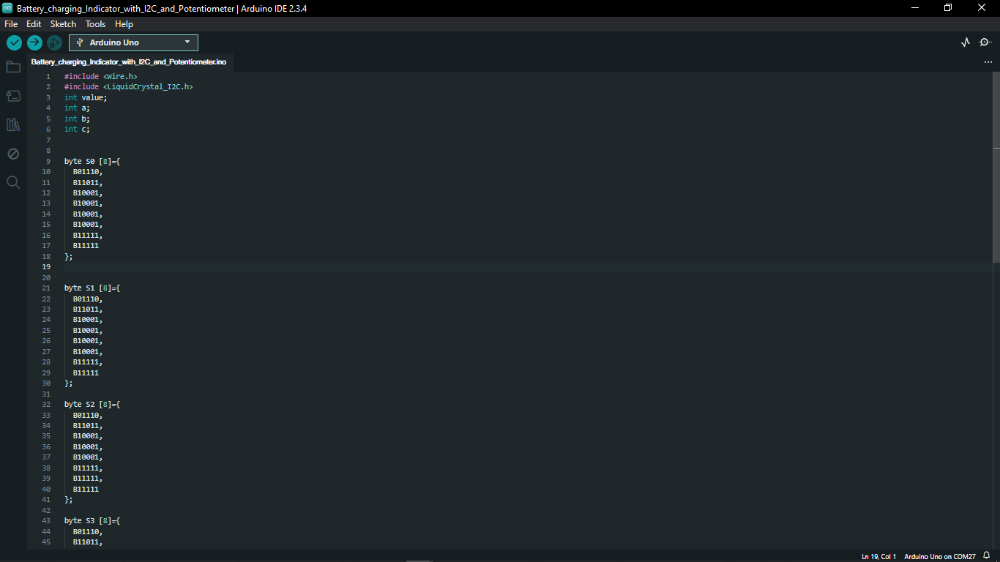 Battery_charging_Indicator_with_I2C_and_Potentiometer | Arduino IDE 2.3.4
File Edit Sketch Tools Help
Arduino Uno
Battery_charging_Indicator_with_I2C_and_Potentiometer.ino
1 #include <Wire.h>
2 #include <LiquidCrystal_I2C.h>
3 int value;
4 int a;
5 int b;
6 int c;
7
8
9 byte S0 [8]={
10 B01110,
11 B11011,
12 B10001,
13 B10001,
14 B10001,
15 B10001,
16 B11111,
17 B11111
18 };
19
20
21 byte S1 [8]={
22 B01110,
23 B11011,
24 B10001,
25 B10001,
26 B10001,
27 B10001,
28 B11111,
29 B11111
30 };
31
32 byte S2 [8]={
33 B01110,
34 B11011,
35 B10001,
36 B10001,
37 B10001,
38 B11111,
39 B11111,
40 B11111
41 };
42
43 byte S3 [8]={
44 B01110,
45 B11011,
Ln 19, Col 1 Arduino Uno on COM27